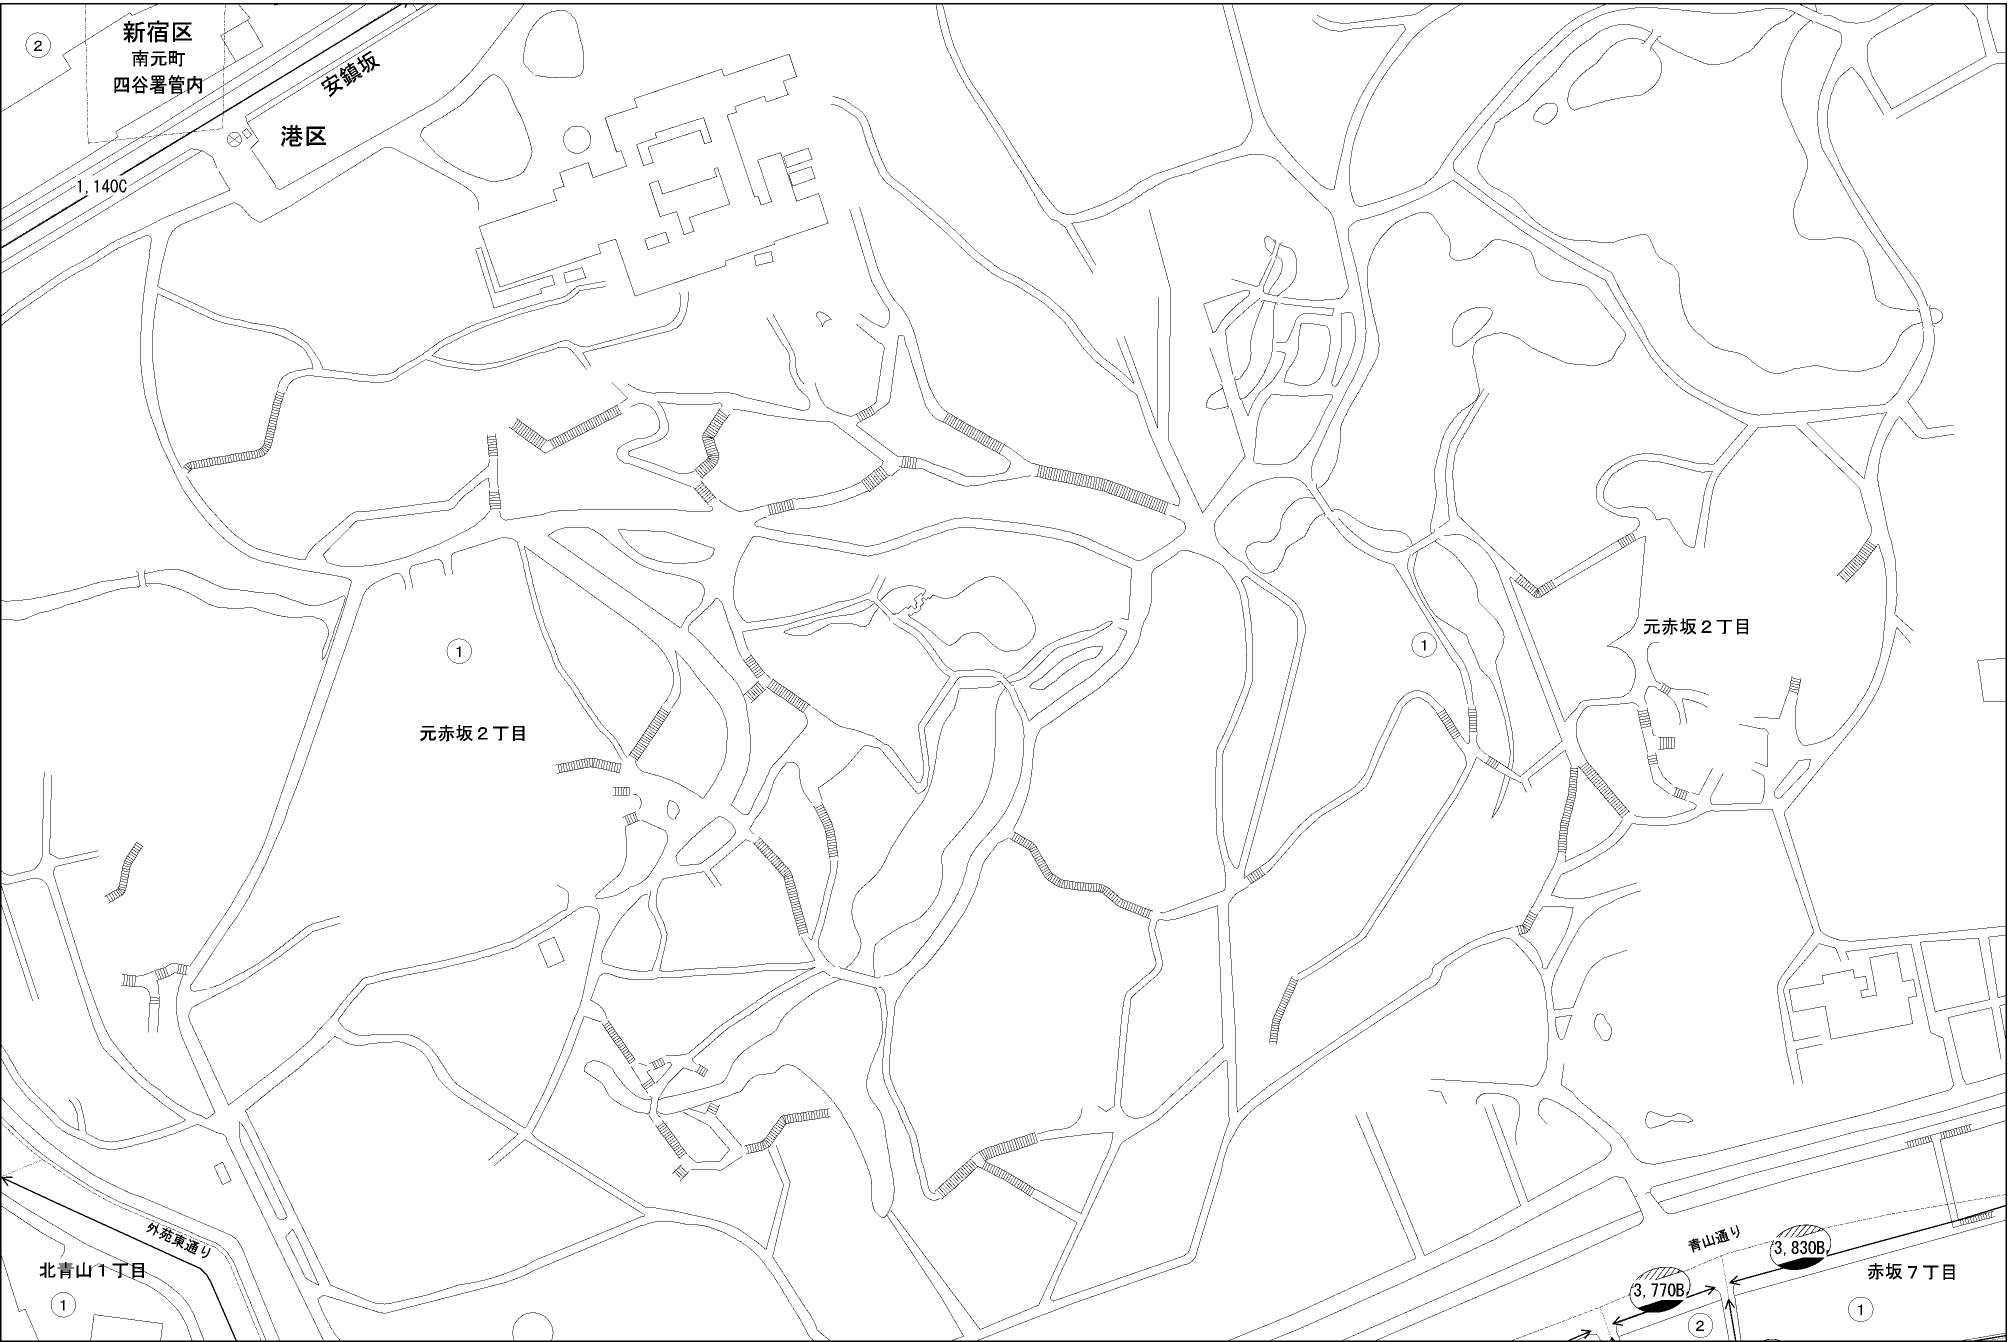 ②
新宿区
南元町
四谷署管内
安鎮坂
港区
1,140C
①
元赤坂2丁目
①
元赤坂2丁目
外苑東通り
北青山1丁目
①
青山通り
3,830B
3,770B
赤坂7丁目
①
②